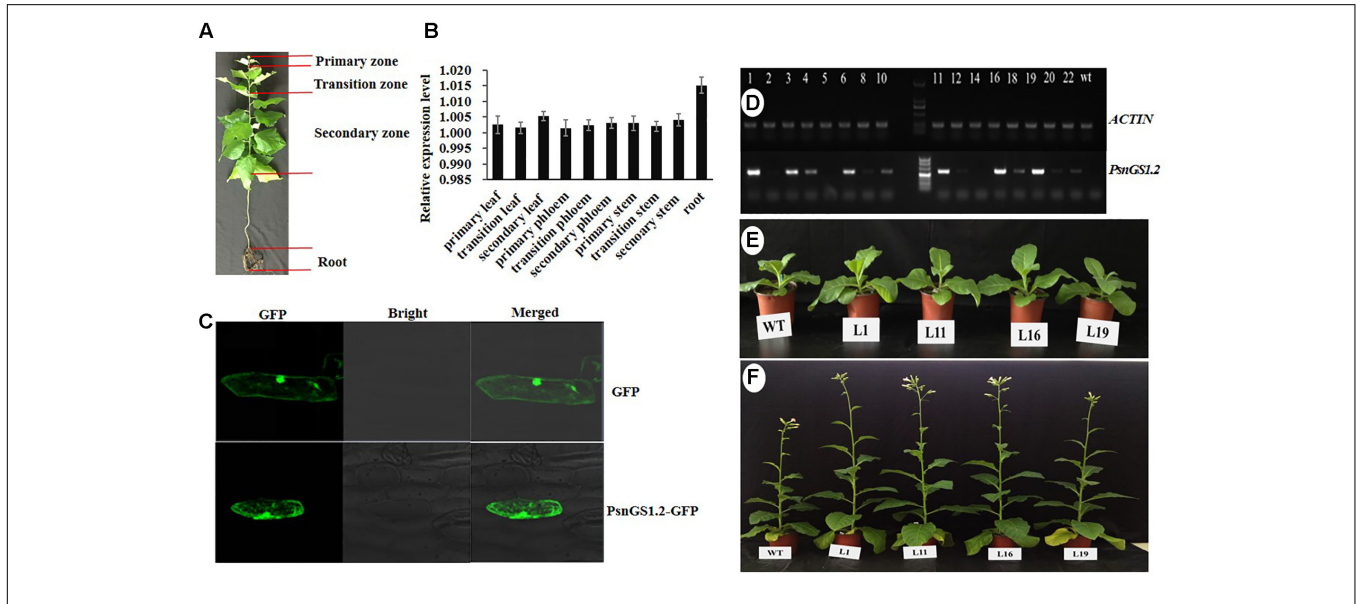 A
Primary zone
Transition zone
Secondary zone
Root
B
Relative expression level
1.020
1.015
1.010
1.005
1.000
0.995
0.990
0.985
primary leaf
transition leaf
secondary leaf
primary phloem
transition phloem
secondary phloem
primary stem
transition stem
secnoary stem
root
C
GFP Bright Merged
GFP
PsnGS1.2-GFP
D
1 2 3 4 5 6 8 10 11 12 14 16 18 19 20 22 wt
ACTIN
PsnGS1.2
E
WT L1 L11 L16 L19
F
WT L1 L11 L16 L19